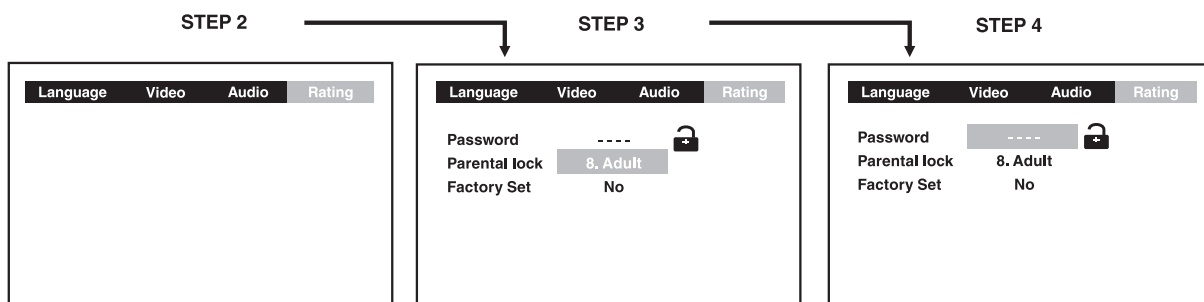 STEP 2
STEP 3
STEP 4
Language Video Audio Rating
Language Video Audio Rating
Password ----
Parental lock 8. Adult
Factory Set No
Language Video Audio Rating
Password ----
Parental lock 8. Adult
Factory Set No